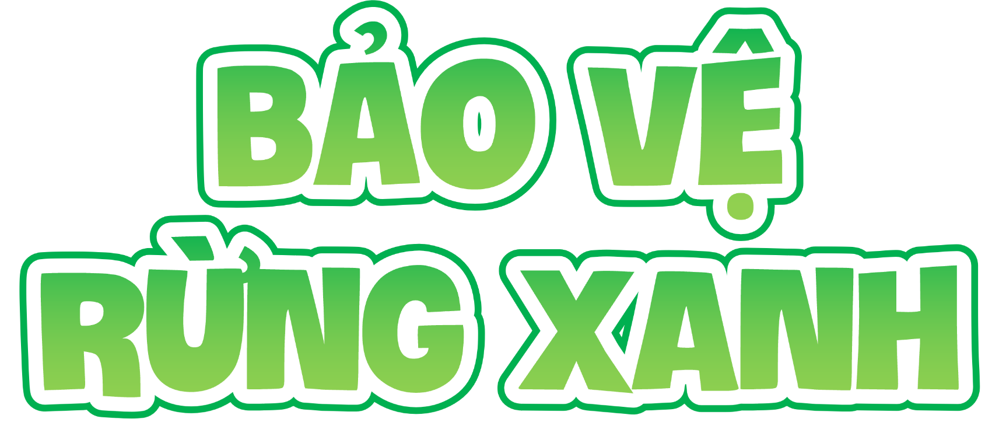 BẢO VỆ
RỪNG XANH